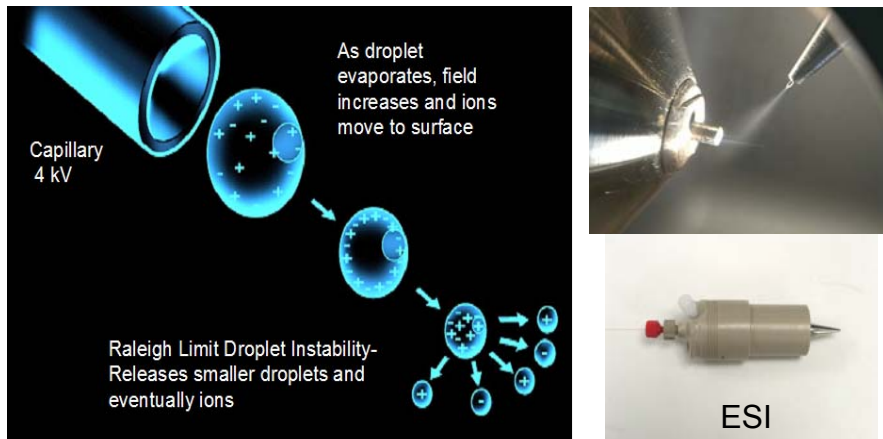 As droplet
evaporates, field
increases and ions
move to surface
Capillary
4 kV
Raleigh Limit Droplet Instability-
Releases smaller droplets and
eventually ions
ESI